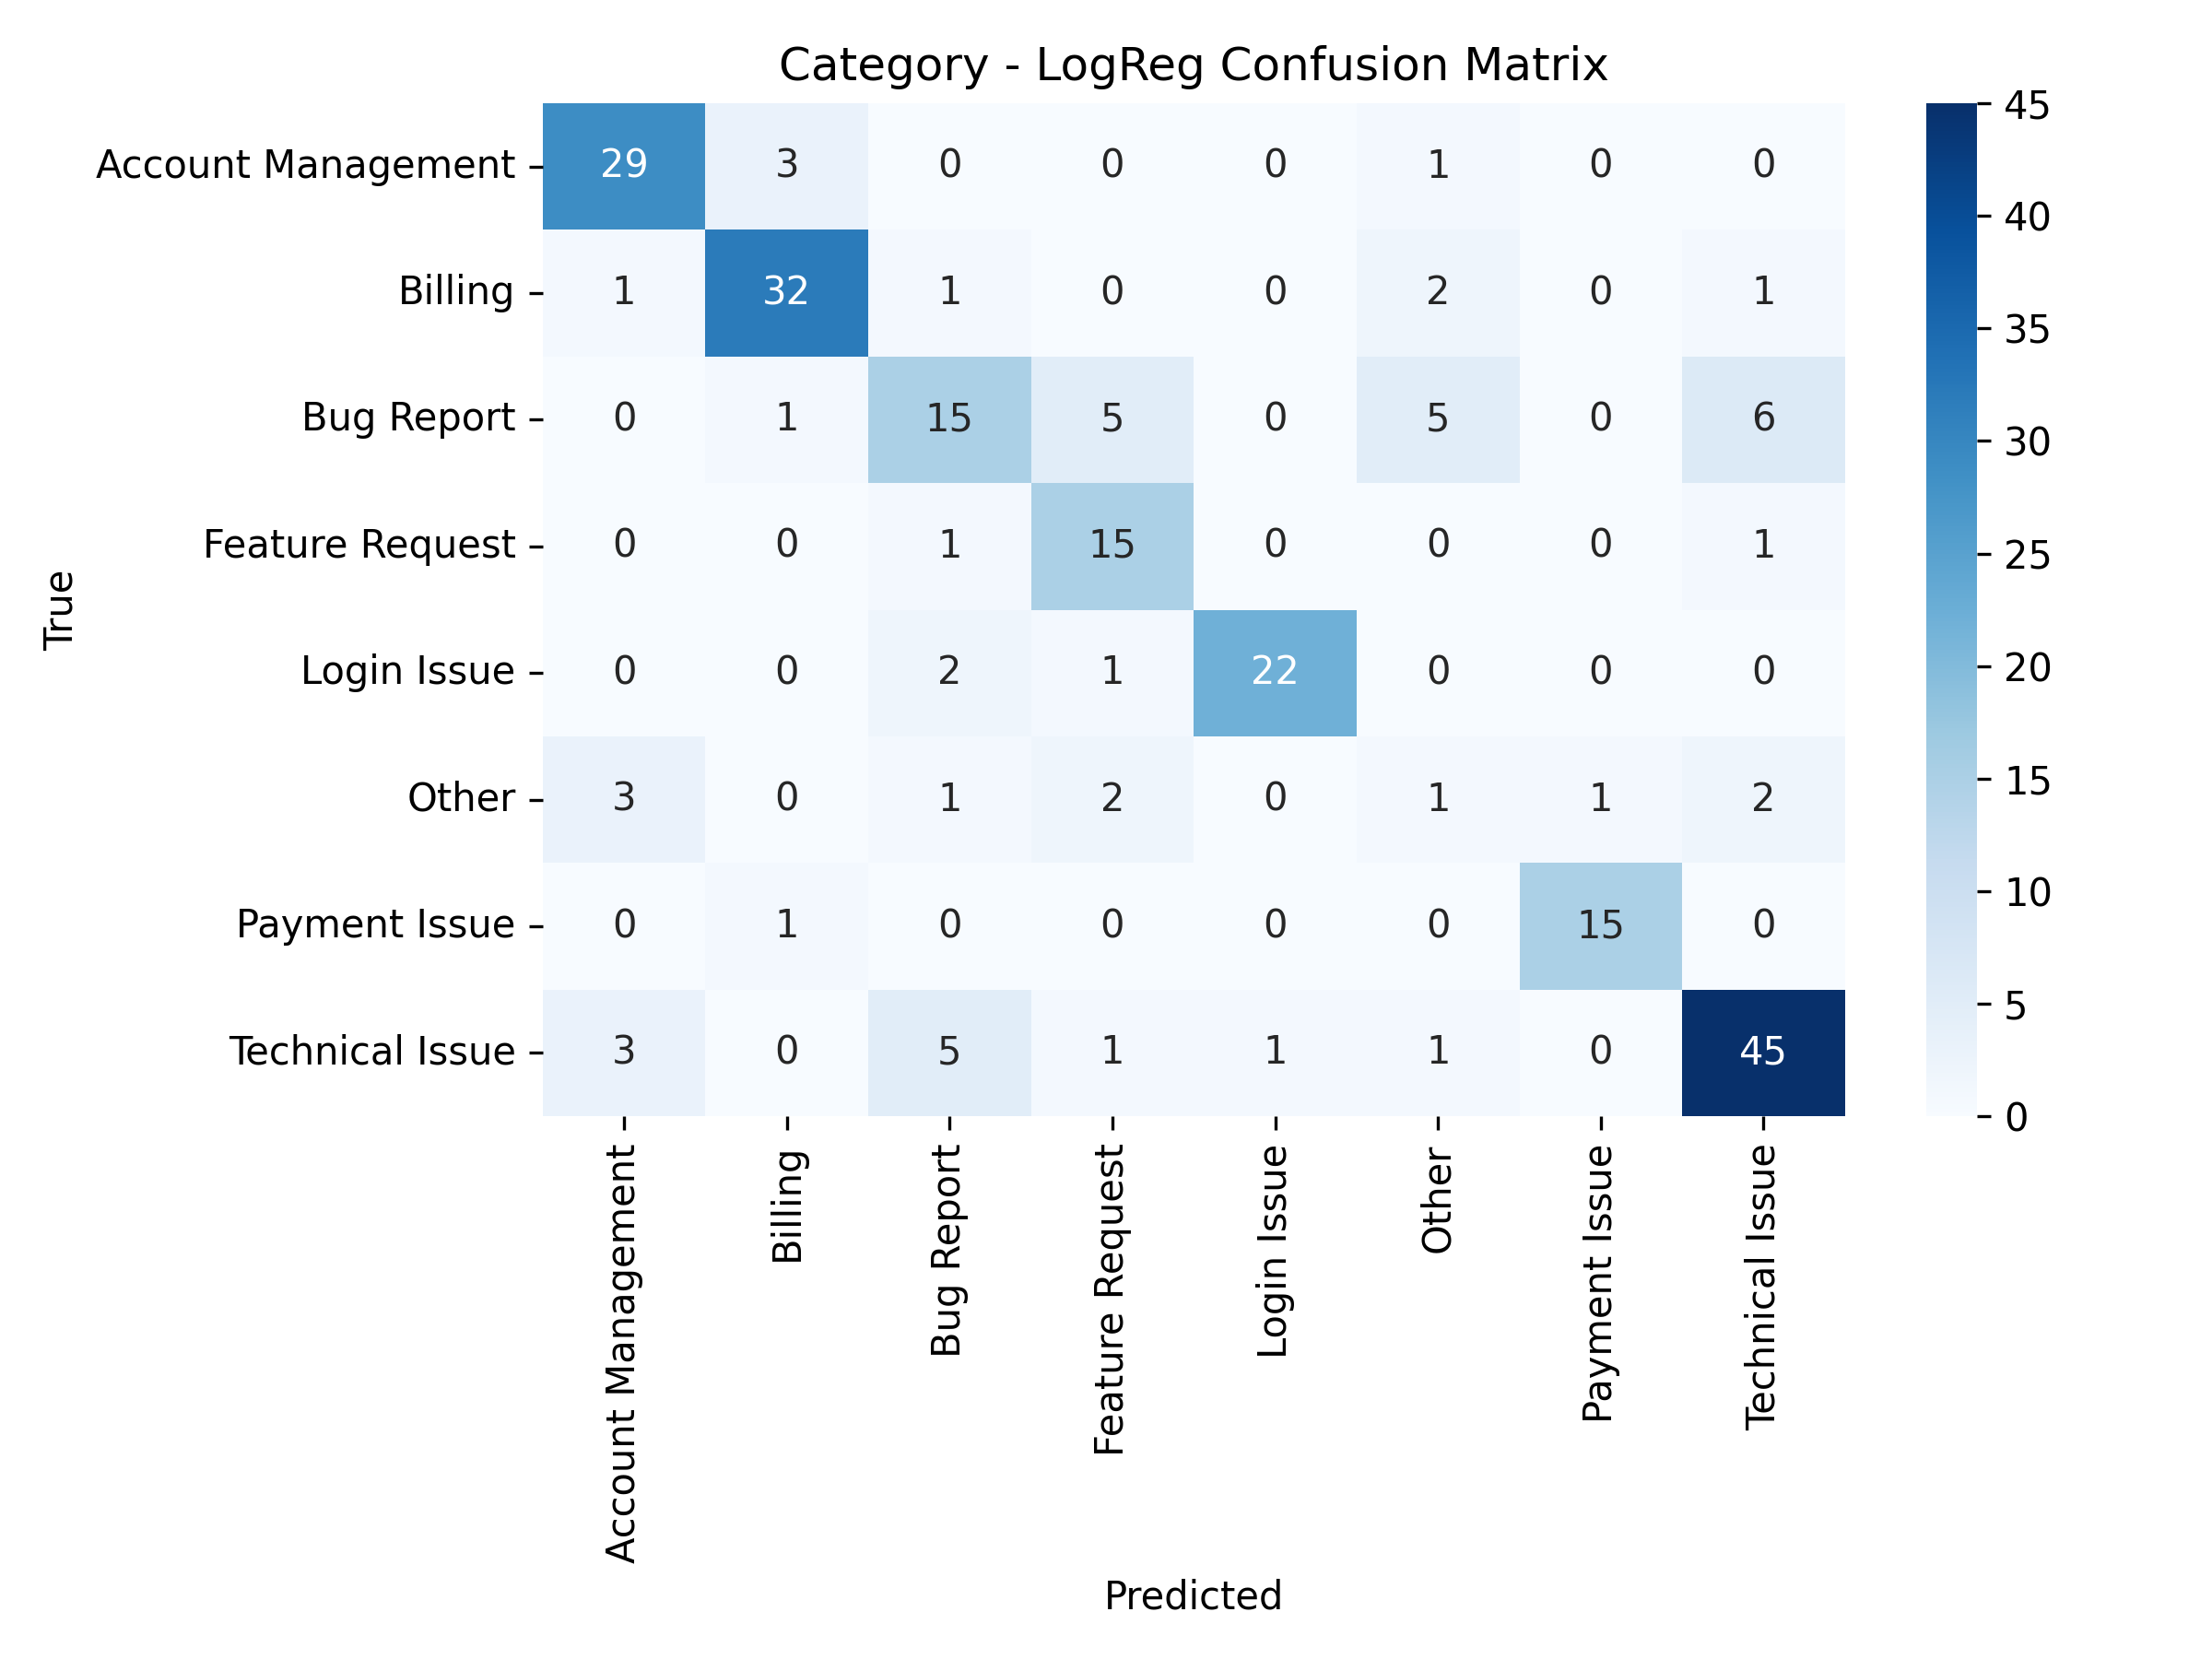 Category - LogReg Confusion Matrix
Account Management 29 3 0 0 0 1 0 0
Billing 1 32 1 0 0 2 0 1
Bug Report 0 1 15 5 0 5 0 6
Feature Request 0 0 1 15 0 0 0 1
Login Issue 0 0 2 1 22 0 0 0
Other 3 0 1 2 0 1 1 2
Payment Issue 0 1 0 0 0 0 15 0
Technical Issue 3 0 5 1 1 1 0 45
True
Account Management
Billing
Bug Report
Feature Request
Login Issue
Other
Payment Issue
Technical Issue
Predicted
45
40
35
30
25
20
15
10
5
0